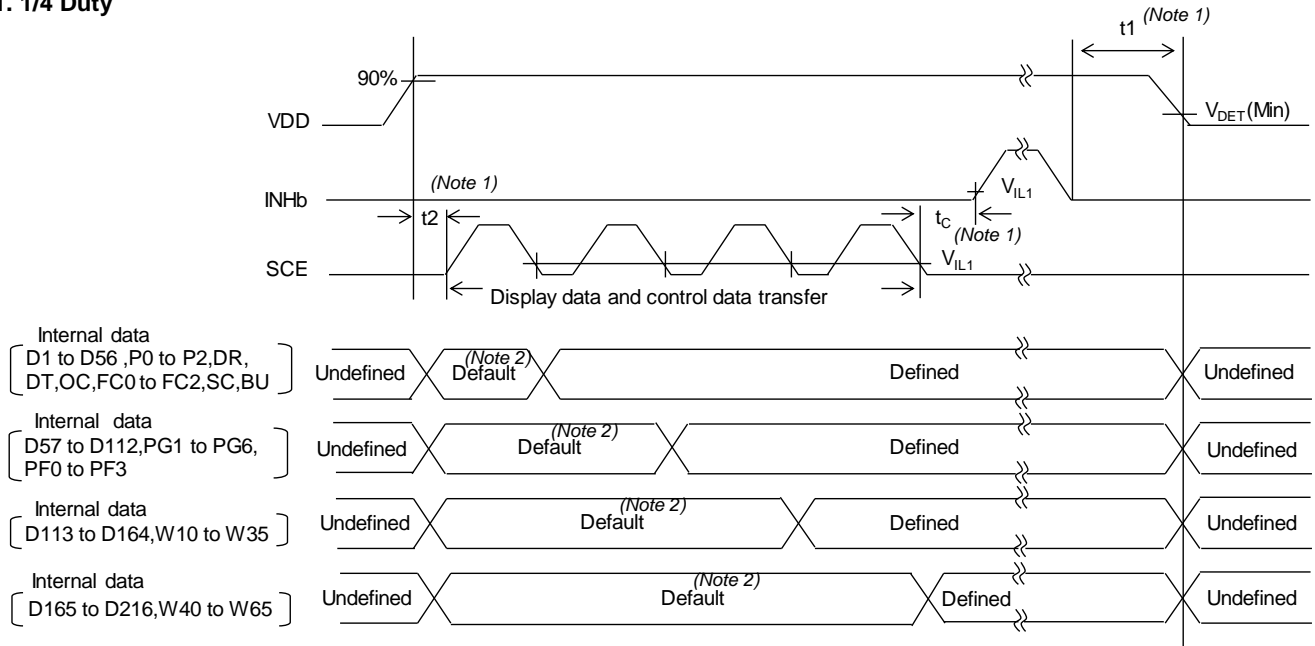 1. 1/4 Duty
t1 (Note 1)
90%
VDD
VDET(Min)
(Note 1)
INHb
VIL1
t2
tC
(Note 1)
SCE
VIL1
Display data and control data transfer
Internal data
D1 to D56 ,P0 to P2,DR,
DT,OC,FC0 to FC2,SC,BU
Undefined
(Note 2)
Default
Defined
Undefined
Internal data
D57 to D112,PG1 to PG6,
PF0 to PF3
Undefined
(Note 2)
Default
Defined
Undefined
Internal data
D113 to D164,W10 to W35
Undefined
(Note 2)
Default
Defined
Undefined
Internal data
D165 to D216,W40 to W65
Undefined
(Note 2)
Default
Defined
Undefined